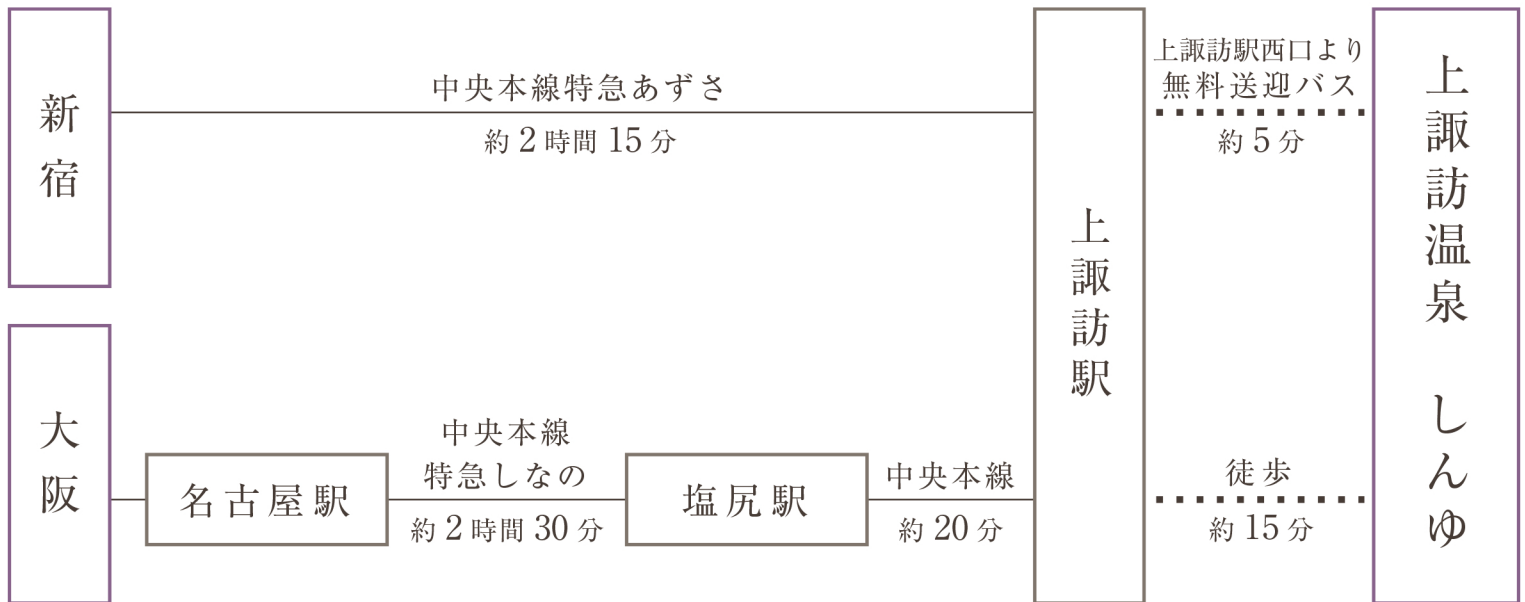 新宿
中央本線特急あずさ
約2時間15分
大阪
名古屋駅
中央本線
特急しなの
約2時間30分
塩尻駅
中央本線
約20分
上諏訪駅
上諏訪駅西口より
無料送迎バス
約5分
徒歩
約15分
上諏訪温泉 しんゆ